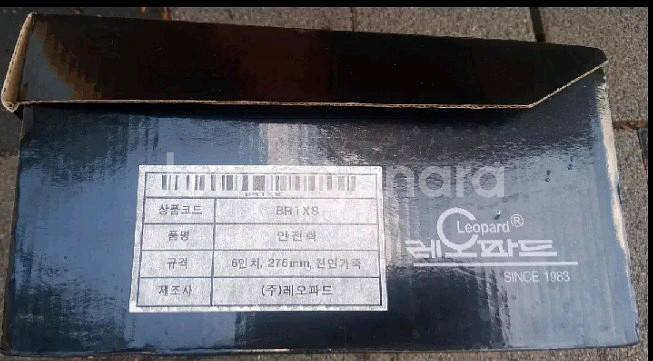 상품코드 BR1XS
품명 안전화
규격 6인치, 275mm, 천연가죽
제조사 (주)레오파드
Leopard®
레오파드
SINCE 1983